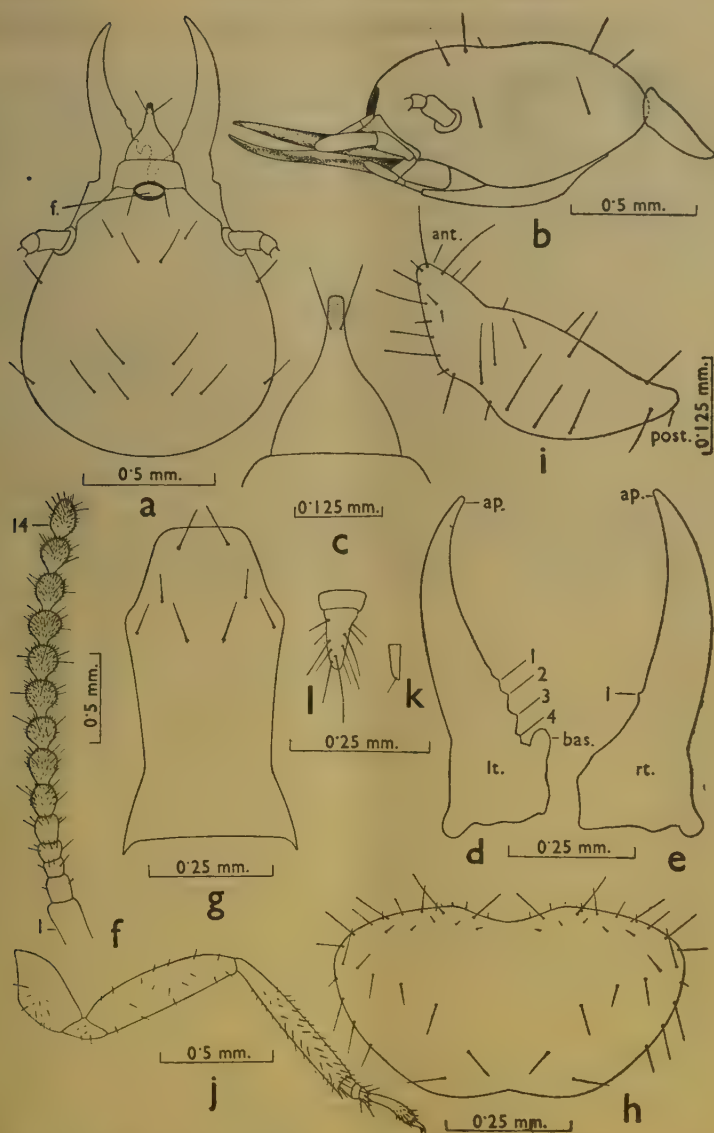 f.
0·5 mm.
a
0·5 mm.
b
0·125 mm.
c
ant.
post.
0·125 mm.
i
14
0·5 mm.
1
f
0·25 mm.
g
l
k
0·25 mm.
ap.
1
2
3
4
bas.
lt.
d
0·25 mm.
ap.
1
rt.
e
0·5 mm.
j
0·25 mm.
h